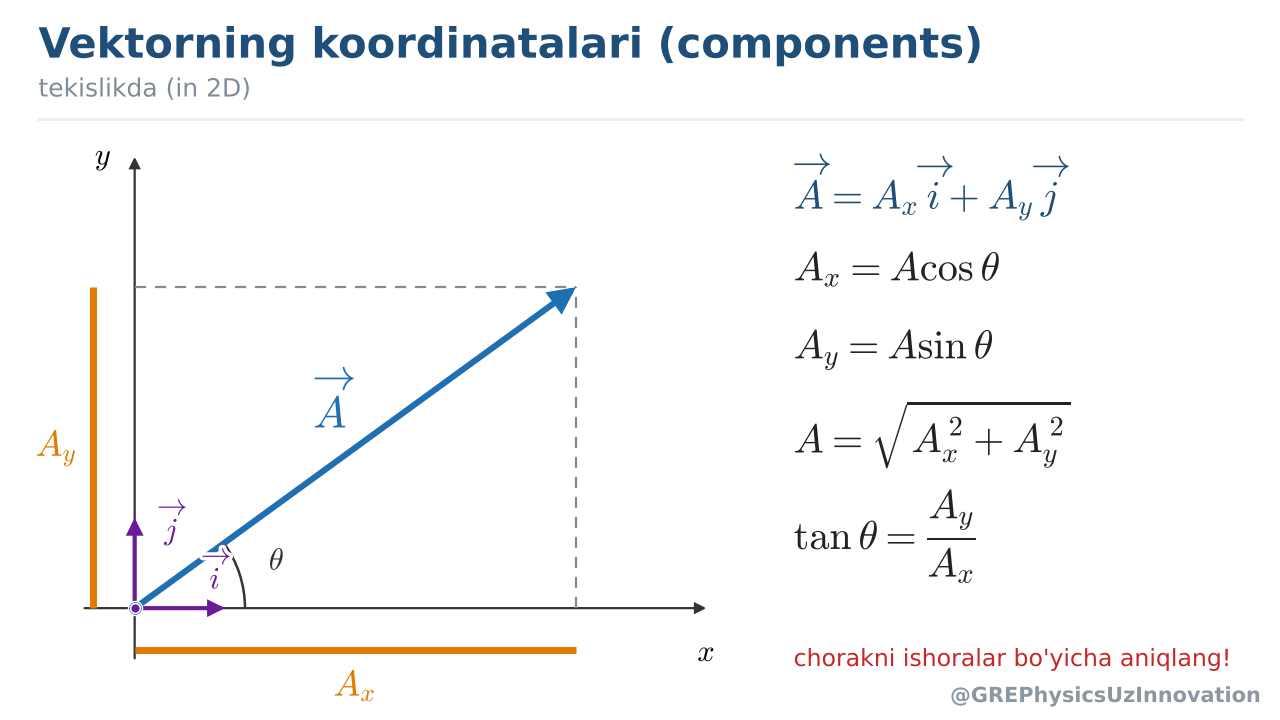 Vektorning koordinatalari (components)
tekislikda (in 2D)
y
x
A⃗
A_y
A_x
j⃗
i⃗
θ
A⃗ = A_x i⃗ + A_y j⃗
A_x = A cos θ
A_y = A sin θ
A = √(A_x² + A_y²)
tan θ = A_y / A_x
chorakni ishoralar bo'yicha aniqlang!
@GREPhysicsUzInnovation